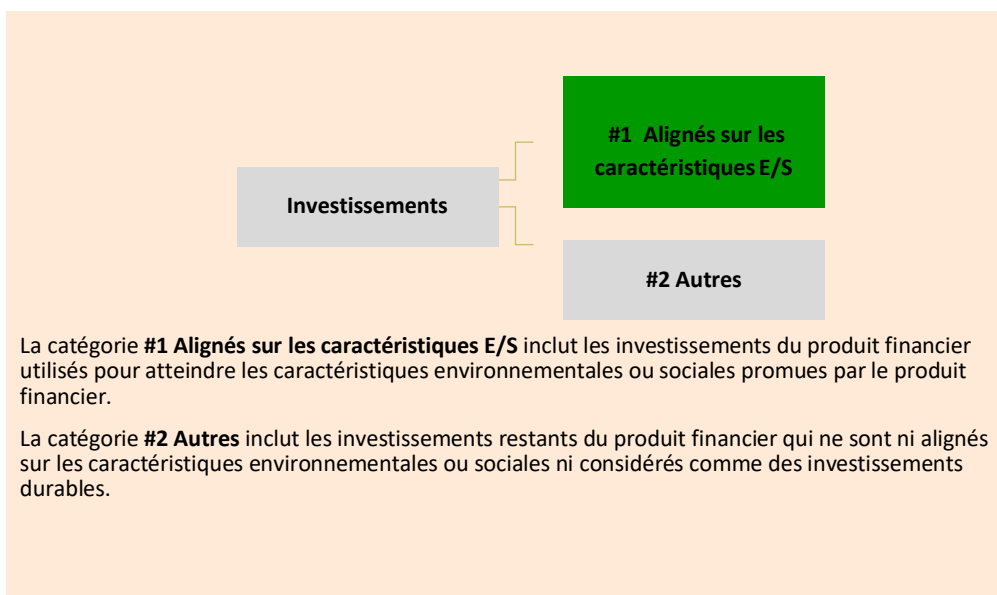 #1 Alignés sur les
caractéristiques E/S
Investissements
#2 Autres
La catégorie #1 Alignés sur les caractéristiques E/S inclut les investissements du produit financier
utilisés pour atteindre les caractéristiques environnementales ou sociales promues par le produit
financier.
La catégorie #2 Autres inclut les investissements restants du produit financier qui ne sont ni alignés
sur les caractéristiques environnementales ou sociales ni considérés comme des investissements
durables.